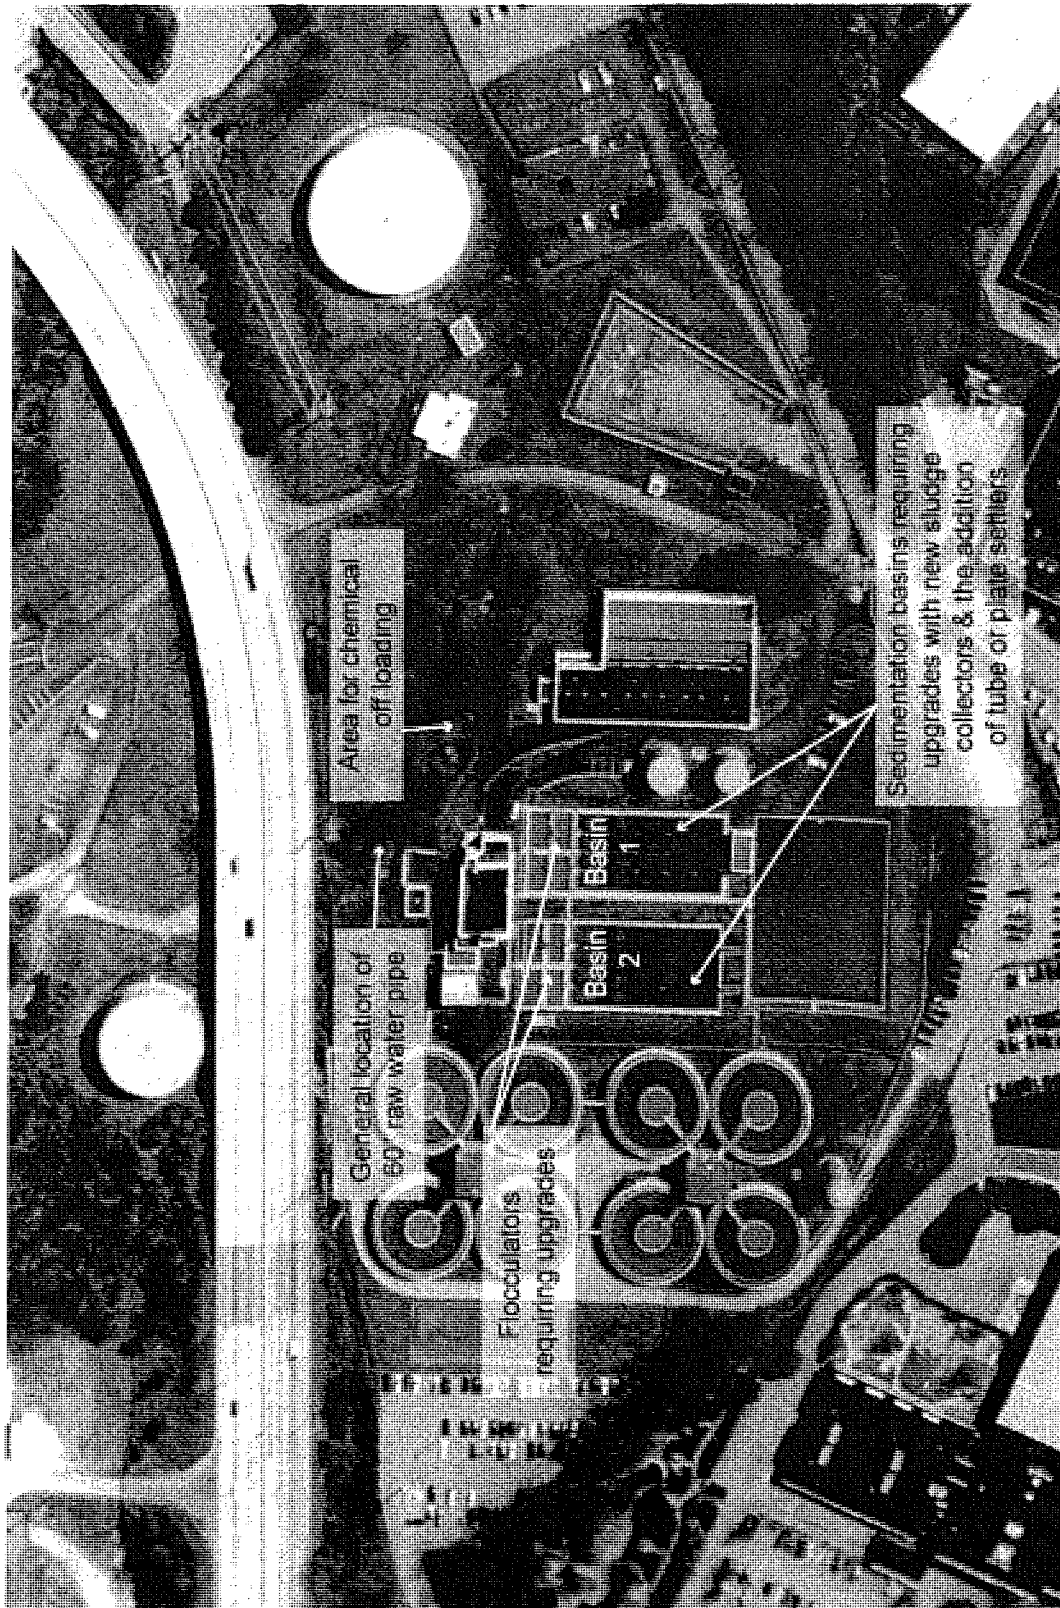 General location of
60" raw water pipe
Area for chemical
off loading
Flocculators
requiring upgrades
Basin
2
Basin
1
Sedimentation basins requiring
upgrades with new sludge
collectors & the addition
of tube or plate settlers